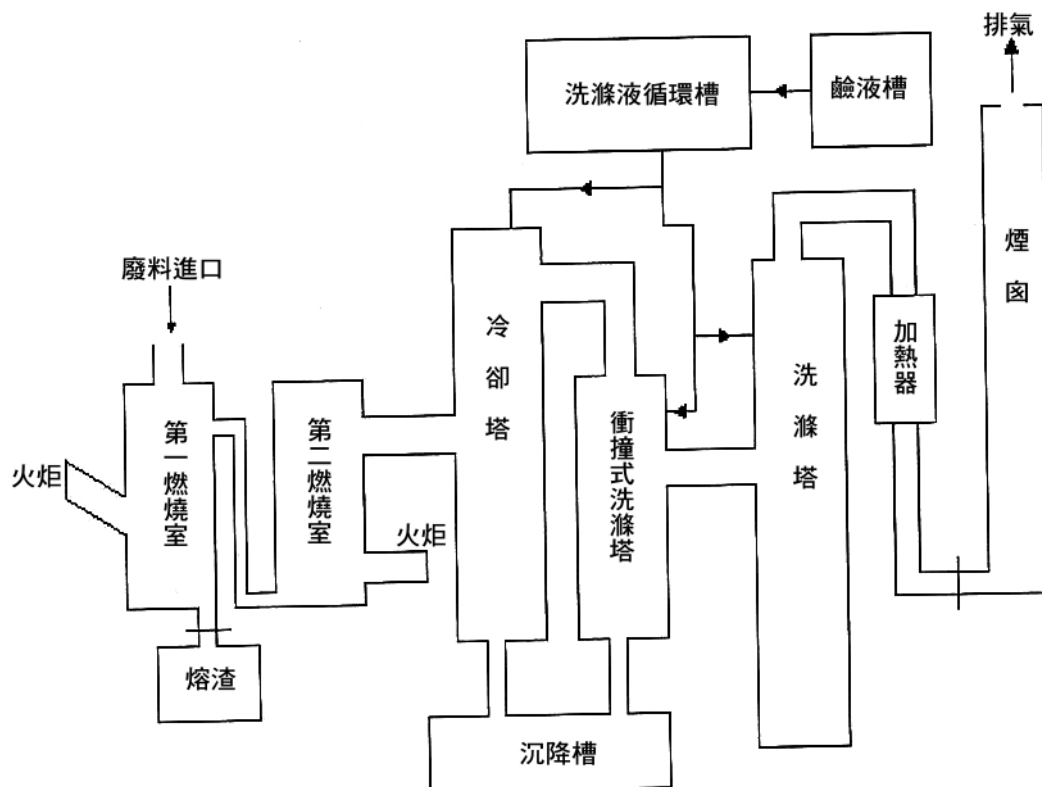 排氣
洗滌液循環槽
鹼液槽
廢料進口
冷卻塔
煙囪
加熱器
洗滌塔
第一燃燒室
第二燃燒室
衝撞式洗滌塔
火炬
火炬
熔渣
沉降槽